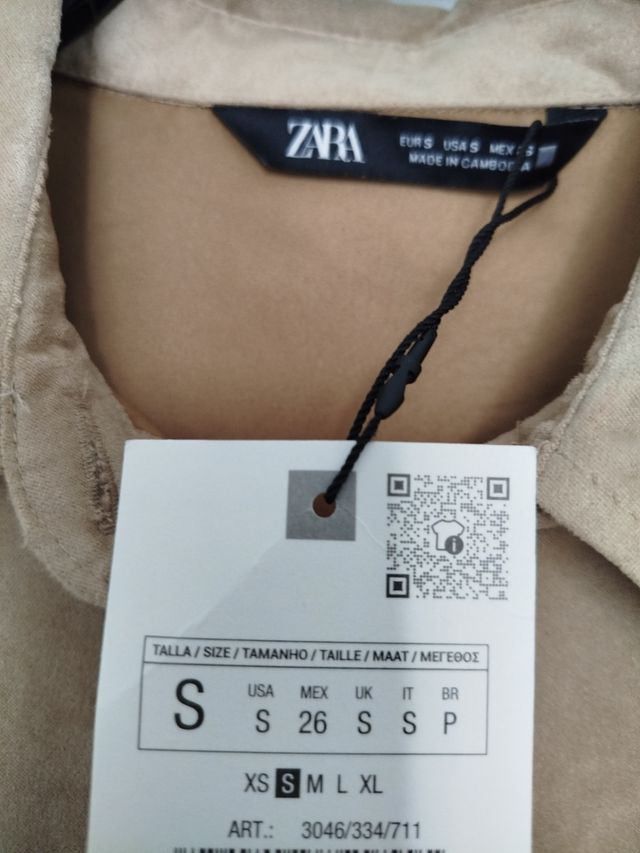 ZARA
EUR S USA S MEX
MADE IN CAMBODIA
TALLA / SIZE / TAMANHO / TAILLE / MAAT / ΜΕΓΕΘΟΣ
S
USA MEX UK IT BR
S 26 S S P
XS S M L XL
ART.: 3046/334/711